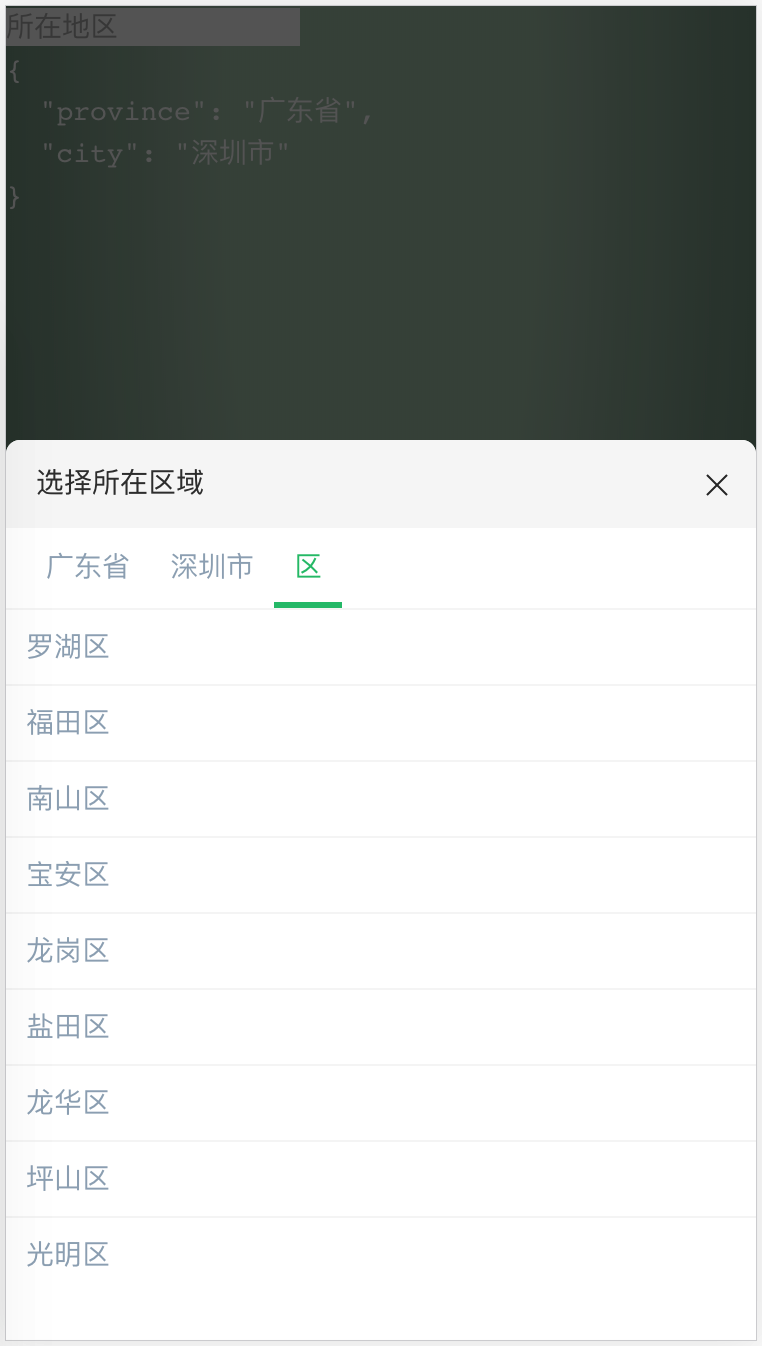 所在地区
{
"province": "广东省",
"city": "深圳市"
}
选择所在区域
广东省 深圳市 区
罗湖区
福田区
南山区
宝安区
龙岗区
盐田区
龙华区
坪山区
光明区